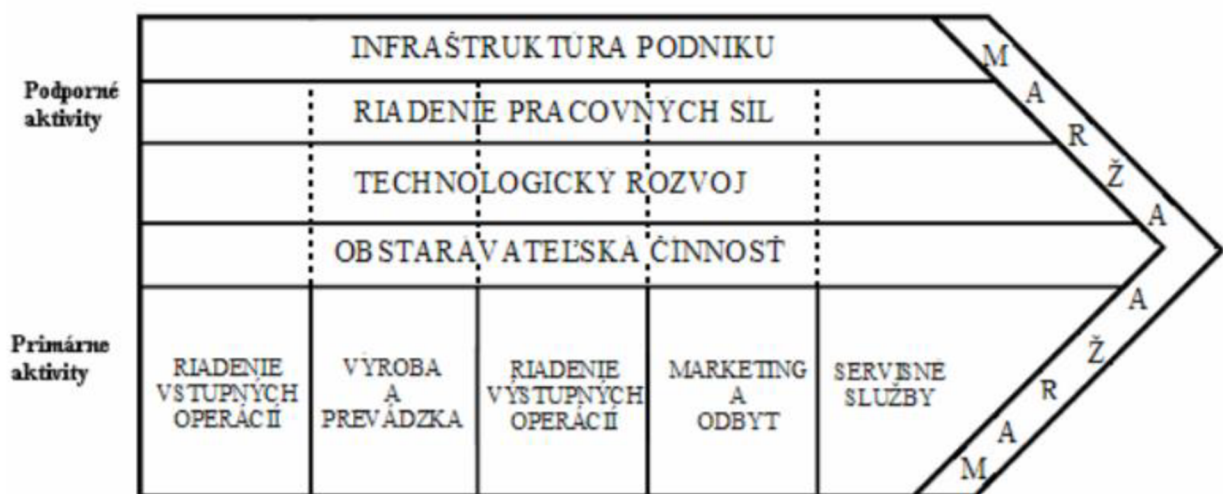 INFRAŠTRUKTÚRA PODNIKU
Podporné
aktivity
RIADENIE PRACOVNÝCH SÍL
TECHNOLOGICKÝ ROZVOJ
OBSTARÁVATEĽSKÁ ČINNOSŤ
Primárne
aktivity
RIADENIE
VSTUPNÝCH
OPERÁCIÍ
VÝROBA
A
PREVÁDZKA
RIADENIE
VÝSTUPNÝCH
OPERÁCIÍ
MARKETING
A
ODBYT
SERVISNÉ
SLUŽBY
MARŽA
MARŽA